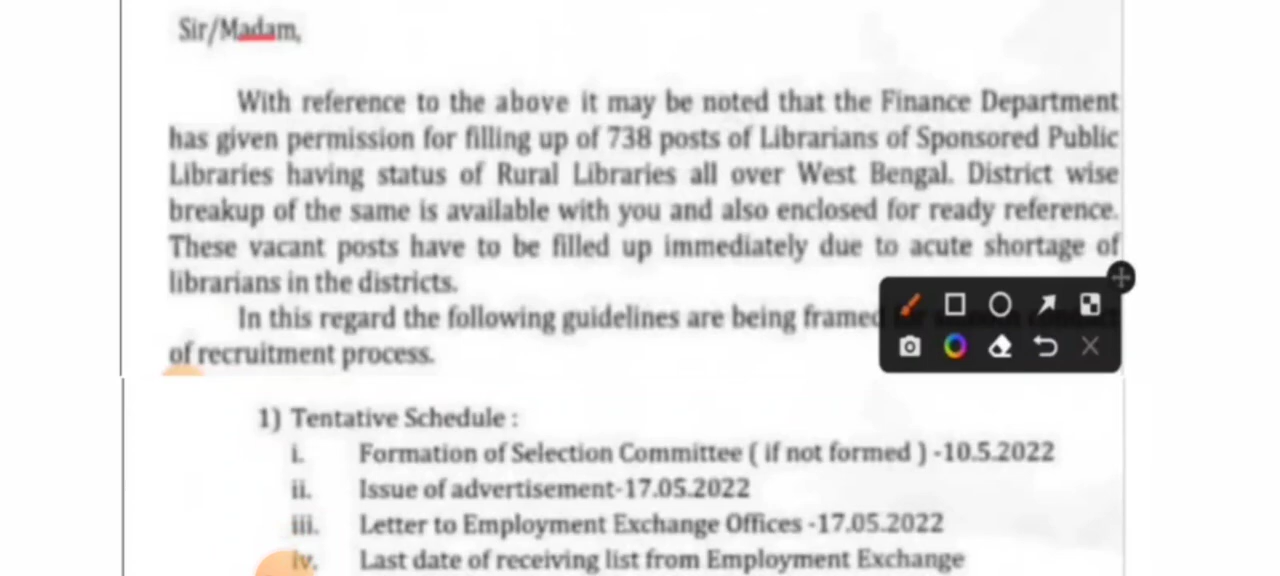 Sir/Madam,
With reference to the above it may be noted that the Finance Department
has given permission for filling up of 738 posts of Librarians of Sponsored Public
Libraries having status of Rural Libraries all over West Bengal. District wise
breakup of the same is available with you and also enclosed for ready reference.
These vacant posts have to be filled up immediately due to acute shortage of
librarians in the districts.
In this regard the following guidelines are being framed
of recruitment process.
1) Tentative Schedule :
i. Formation of Selection Committee ( if not formed ) -10.5.2022
ii. Issue of advertisement-17.05.2022
iii. Letter to Employment Exchange Offices -17.05.2022
iv. Last date of receiving list from Employment Exchange